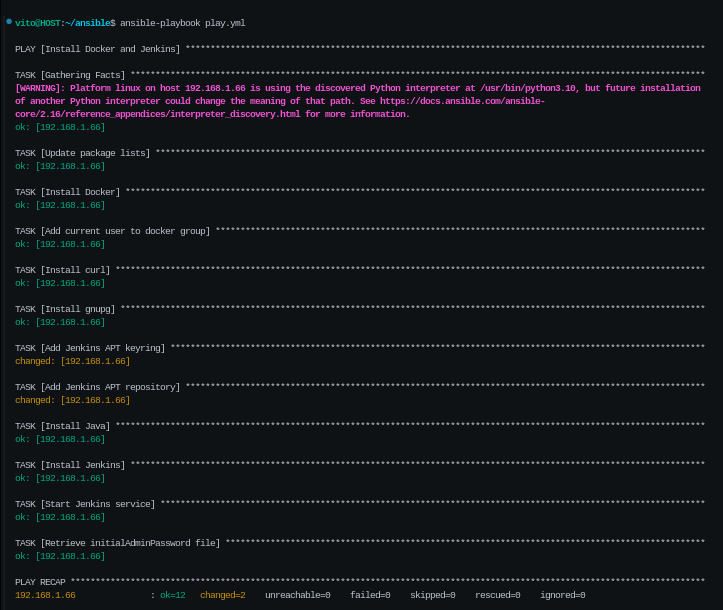 vito@HOST:~/ansible$ ansible-playbook play.yml
PLAY [Install Docker and Jenkins] ********************************************************************************************************
TASK [Gathering Facts] *******************************************************************************************************************
[WARNING]: Platform linux on host 192.168.1.66 is using the discovered Python interpreter at /usr/bin/python3.10, but future installation
of another Python interpreter could change the meaning of that path. See https://docs.ansible.com/ansible-
core/2.16/reference_appendices/interpreter_discovery.html for more information.
ok: [192.168.1.66]
TASK [Update package lists] **************************************************************************************************************
ok: [192.168.1.66]
TASK [Install Docker] ********************************************************************************************************************
ok: [192.168.1.66]
TASK [Add current user to docker group] **************************************************************************************************
ok: [192.168.1.66]
TASK [Install curl] **********************************************************************************************************************
ok: [192.168.1.66]
TASK [Install gnupg] *********************************************************************************************************************
ok: [192.168.1.66]
TASK [Add Jenkins APT keyring] ***********************************************************************************************************
changed: [192.168.1.66]
TASK [Add Jenkins APT repository] ********************************************************************************************************
changed: [192.168.1.66]
TASK [Install Java] **********************************************************************************************************************
ok: [192.168.1.66]
TASK [Install Jenkins] *******************************************************************************************************************
ok: [192.168.1.66]
TASK [Start Jenkins service] *************************************************************************************************************
ok: [192.168.1.66]
TASK [Retrieve initialAdminPassword file] ************************************************************************************************
ok: [192.168.1.66]
PLAY RECAP *******************************************************************************************************************************
192.168.1.66               : ok=12   changed=2    unreachable=0    failed=0    skipped=0    rescued=0    ignored=0